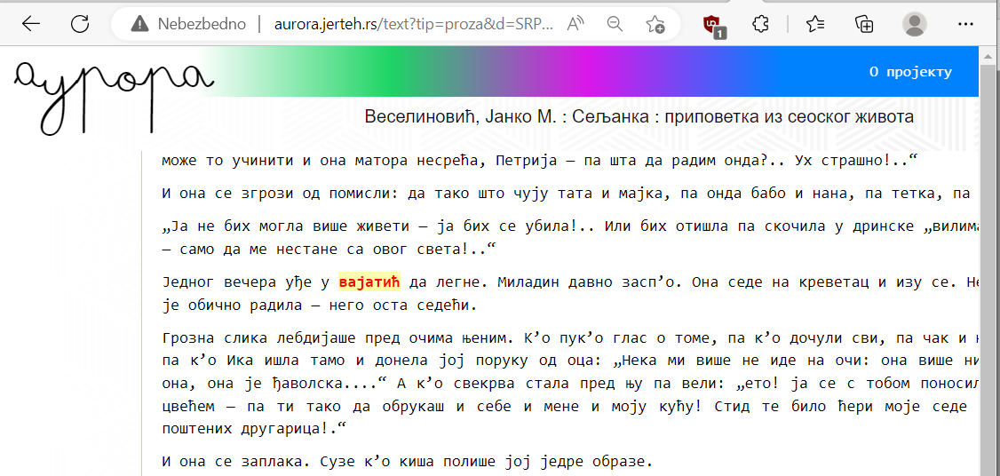 Nebezbedno | aurora.jerteh.rs/text?tip=proza&d=SRP...
1
аурора
О пројекту
Веселиновић, Јанко М. : Сељанка : приповетка из сеоског живота
може то учинити и она матора несрећа, Петрија — па шта да радим онда?.. Ух страшно!..“
И она се згрози од помисли: да тако што чују тата и мајка, па онда бабо и нана, па тетка, па
„Ја не бих могла више живети — ја бих се убила!.. Или бих отишла па скочила у дринске „вилима
— само да ме нестане са овог света!..“
Једног вечера уђе у вајатић да легне. Миладин давно засп’о. Она седе на креветац и изу се. Не
је обично радила — него оста седећи.
Грозна слика лебдијаше пред очима њеним. К’о пук’о глас о томе, па к’о дочули сви, па чак и
па к’о Ика ишла тамо и донела јој поруку од оца: „Нека ми више не иде на очи: она више ни
она, она је ђаволска....“ А к’о свекрва стала пред њу па вели: „ето! ја се с тобом поносил
цвећем — па ти тако да обрукаш и себе и мене и моју кућу! Стид те било ћери моје седе
поштених другарица!.“
И она се заплака. Сузе к’о киша полише јој једре образе.